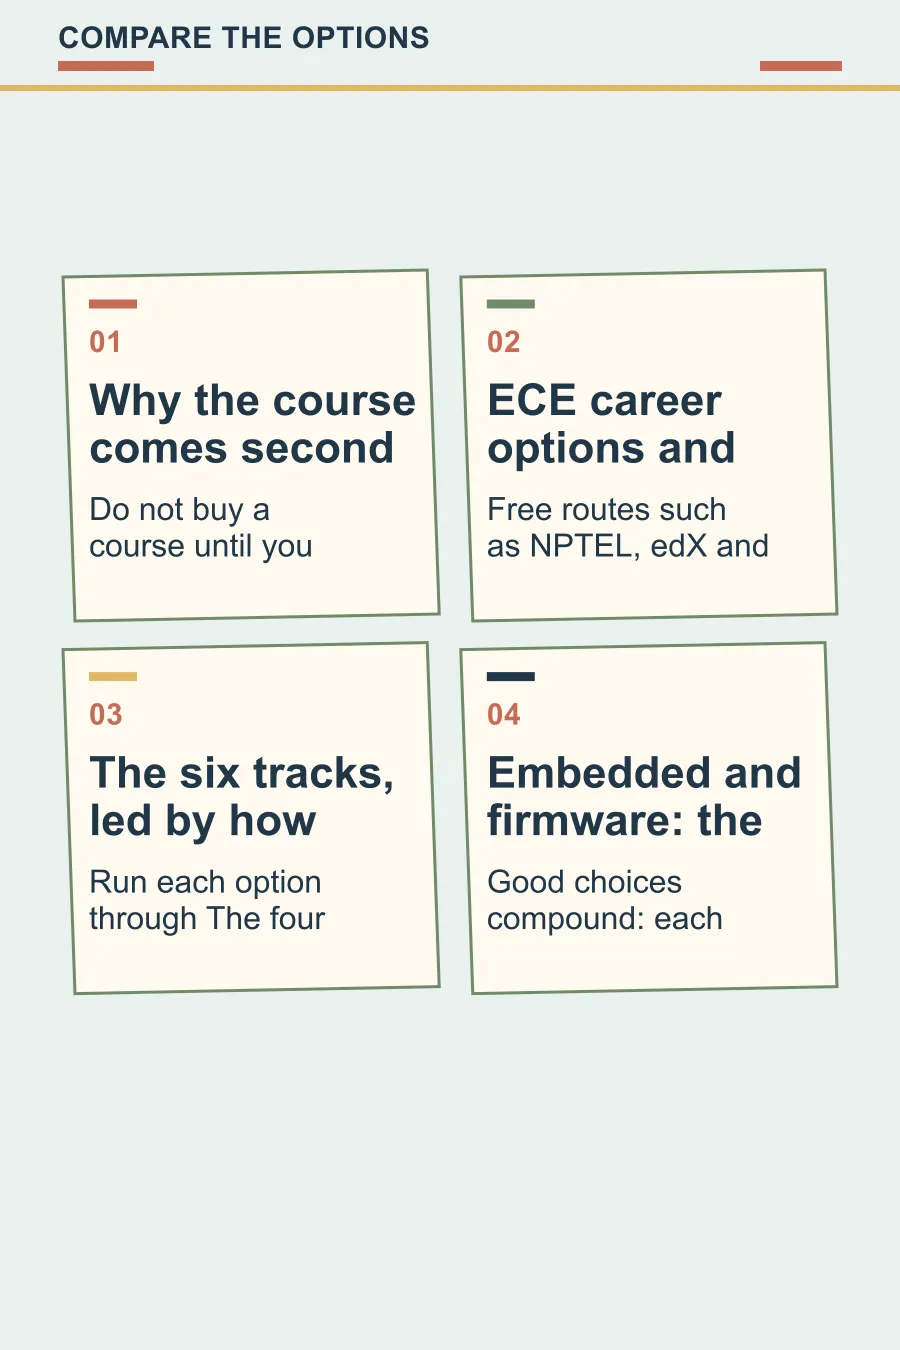 COMPARE THE OPTIONS
01
Why the course
comes second
Do not buy a
course until you
02
ECE career
options and
Free routes such
as NPTEL, edX and
03
The six tracks,
led by how
Run each option
through The four
04
Embedded and
firmware: the
Good choices
compound: each